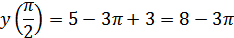 y(π/2) = 5 − 3π + 3 = 8 − 3π